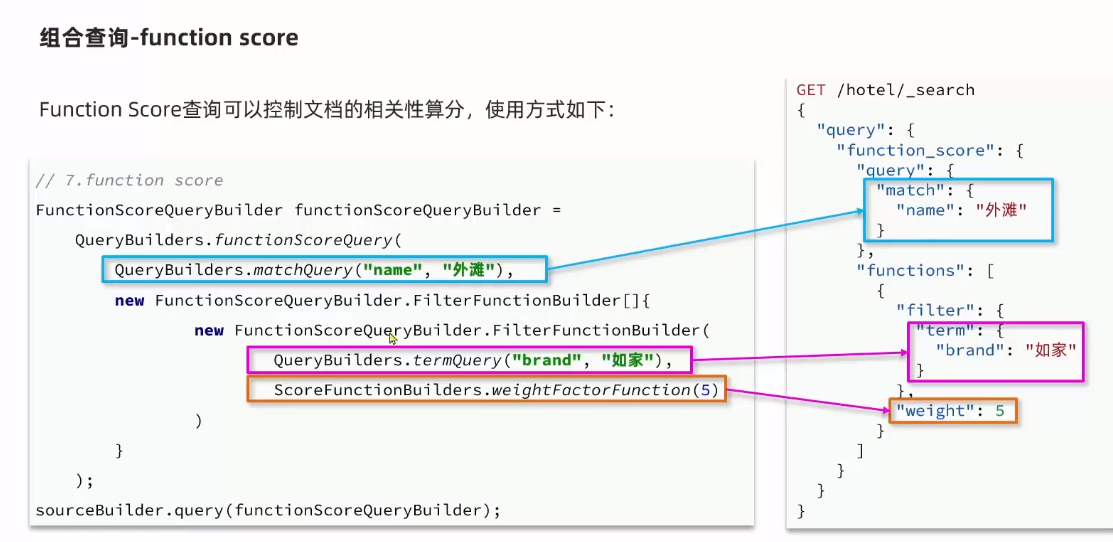 组合查询-function score
Function Score查询可以控制文档的相关性算分，使用方式如下：
// 7.function score
FunctionScoreQueryBuilder functionScoreQueryBuilder =
QueryBuilders.functionScoreQuery(
QueryBuilders.matchQuery("name", "外滩"),
new FunctionScoreQueryBuilder.FilterFunctionBuilder[]{
new FunctionScoreQueryBuilder.FilterFunctionBuilder(
QueryBuilders.termQuery("brand", "如家"),
ScoreFunctionBuilders.weightFactorFunction(5)
)
}
);
sourceBuilder.query(functionScoreQueryBuilder);
GET /hotel/_search
{
"query": {
"function_score": {
"query": {
"match": {
"name": "外滩"
}
},
"functions": [
{
"filter": {
"term": {
"brand": "如家"
}
},
"weight": 5
}
]
}
}
}